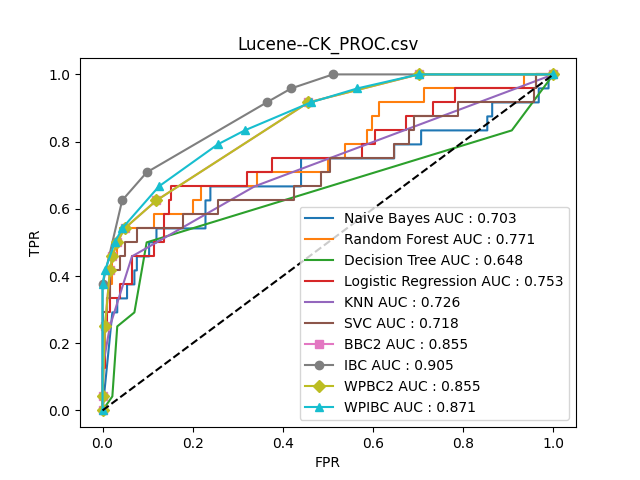 Lucene--CK_PROC.csv
1.0
0.8
0.6
0.4
0.2
0.0
TPR
Naive Bayes AUC : 0.703
Random Forest AUC : 0.771
Decision Tree AUC : 0.648
Logistic Regression AUC : 0.753
KNN AUC : 0.726
SVC AUC : 0.718
BBC2 AUC : 0.855
IBC AUC : 0.905
WPBC2 AUC : 0.855
WPIBC AUC : 0.871
0.0 0.2 0.4 0.6 0.8 1.0
FPR